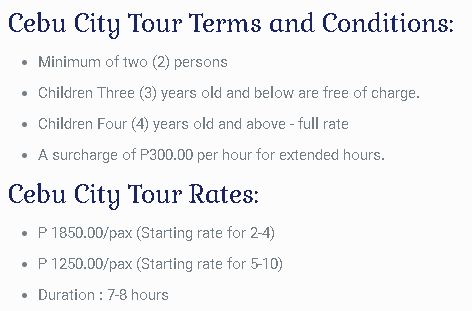 Cebu City Tour Terms and Conditions:
Minimum of two (2) persons
Children Three (3) years old and below are free of charge.
Children Four (4) years old and above - full rate
A surcharge of P300.00 per hour for extended hours.
Cebu City Tour Rates:
P 1850.00/pax (Starting rate for 2-4)
P 1250.00/pax (Starting rate for 5-10)
Duration : 7-8 hours